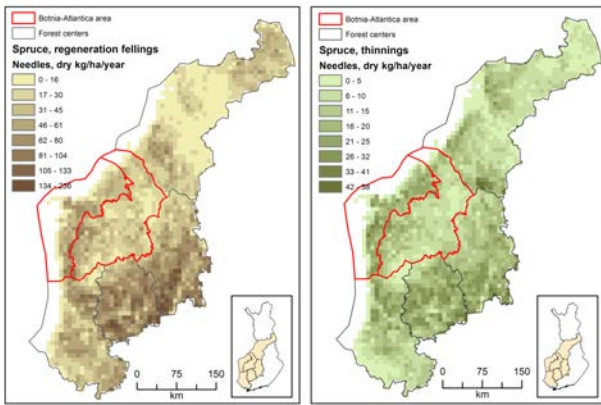 Botnia-Atlantica area
Forest centers
Spruce, regeneration fellings
Needles, dry kg/ha/year
0 - 16
17 - 30
31 - 45
46 - 61
62 - 80
81 - 104
105 - 133
134 - 236
0 75 150
km
Botnia-Atlantica area
Forest centers
Spruce, thinnings
Needles, dry kg/ha/year
0 - 5
6 - 10
11 - 15
16 - 20
21 - 25
26 - 32
33 - 41
42 - 58
0 75 150
km